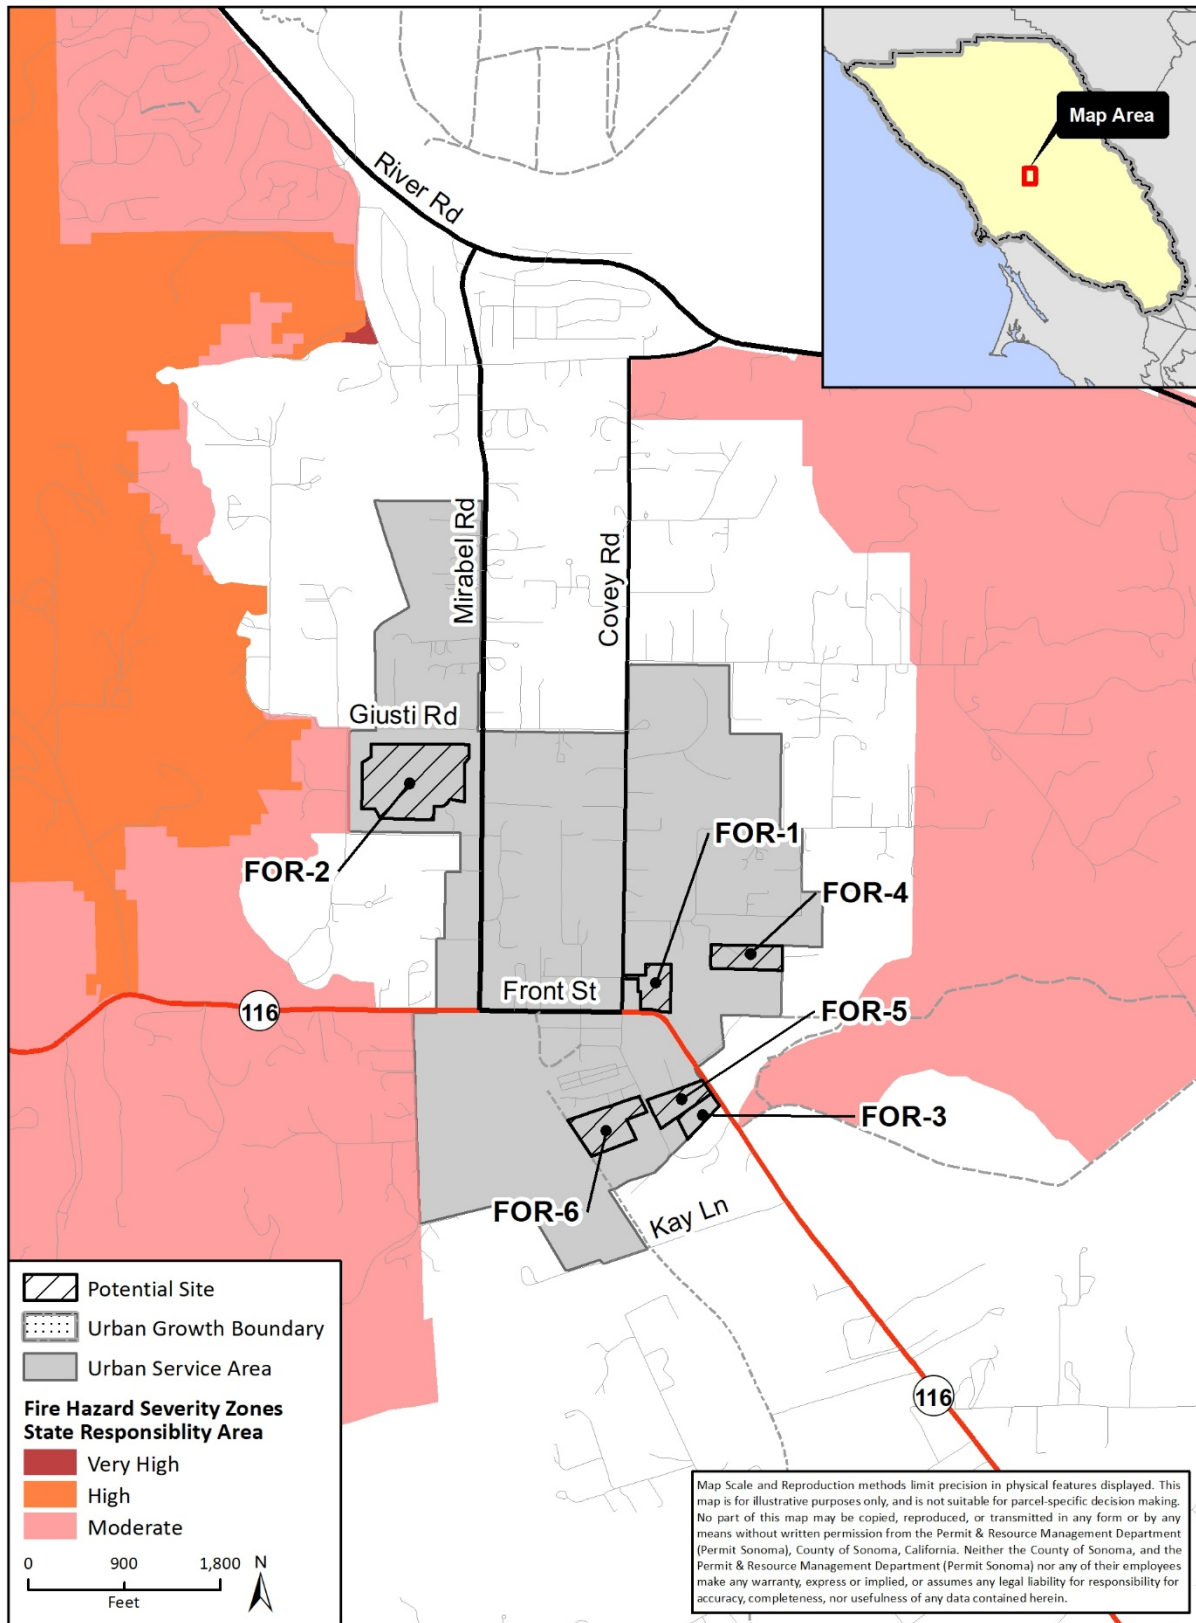 Map Area
River Rd
Mirabel Rd
Covey Rd
Giusti Rd
FOR-2
FOR-1
FOR-4
Front St
116
FOR-5
FOR-3
FOR-6
Kay Ln
116
Potential Site
Urban Growth Boundary
Urban Service Area
Fire Hazard Severity Zones
State Responsiblity Area
Very High
High
Moderate
0 900 1,800 N
Feet
Map Scale and Reproduction methods limit precision in physical features displayed. This
map is for illustrative purposes only, and is not suitable for parcel-specific decision making.
No part of this map may be copied, reproduced, or transmitted in any form or by any
means without written permission from the Permit & Resource Management Department
(Permit Sonoma), County of Sonoma, California. Neither the County of Sonoma, and the
Permit & Resource Management Department (Permit Sonoma) nor any of their employees
make any warranty, express or implied, or assumes any legal liability for responsibility for
accuracy, completeness, nor usefulness of any data contained herein.